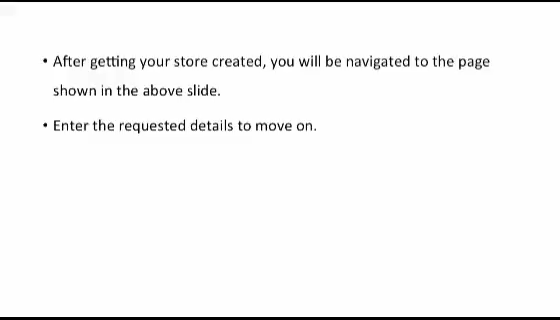 • After getting your store created, you will be navigated to the page
shown in the above slide.
• Enter the requested details to move on.